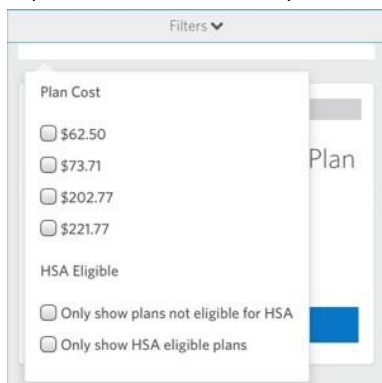 Filters
Plan Cost
$62.50
$73.71
Plan
$202.77
$221.77
HSA Eligible
Only show plans not eligible for HSA
Only show HSA eligible plans